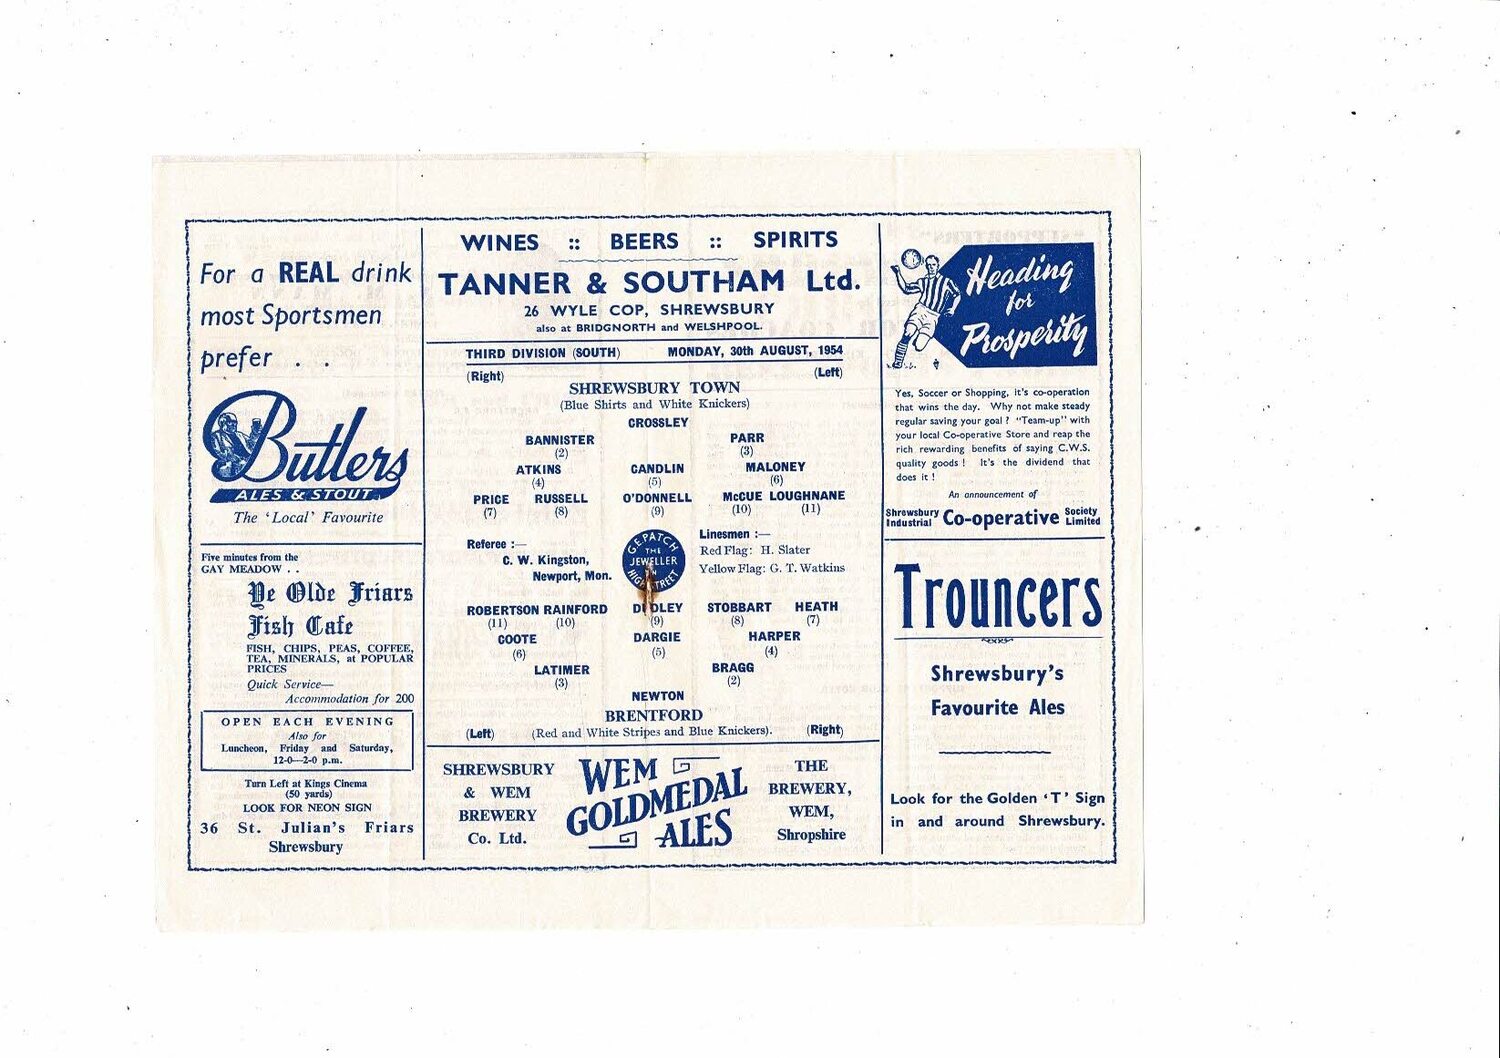 For a REAL drink
most Sportsmen
prefer . .
Butlers
ALES & STOUT
The 'Local' Favourite
Five minutes from the
GAY MEADOW . .
Ye Olde Friars
Fish Cafe
FISH, CHIPS, PEAS, COFFEE,
TEA, MINERALS, at POPULAR
PRICES
Quick Service—
Accommodation for 200
OPEN EACH EVENING
Also for
Luncheon, Friday and Saturday,
12-0—2-0 p.m.
Turn Left at Kings Cinema
(50 yards)
LOOK FOR NEON SIGN
36 St. Julian's Friars
Shrewsbury
WINES :: BEERS :: SPIRITS
TANNER & SOUTHAM Ltd.
26 WYLE COP, SHREWSBURY
also at BRIDGNORTH and WELSHPOOL.
THIRD DIVISION (SOUTH) MONDAY, 30th AUGUST, 1954
(Right) (Left)
SHREWSBURY TOWN
(Blue Shirts and White Knickers)
CROSSLEY
BANNISTER PARR
(2) (3)
ATKINS CANDLIN MALONEY
(4) (5) (6)
PRICE RUSSELL O'DONNELL McCUE LOUGHNANE
(7) (8) (9) (10) (11)
Referee :—
C. W. Kingston,
Newport, Mon.
G.E. PATCH
THE
JEWELLER
IN
HIGH STREET
Linesmen :—
Red Flag: H. Slater
Yellow Flag: G. T. Watkins
ROBERTSON RAINFORD DUDLEY STOBBART HEATH
(11) (10) (9) (8) (7)
COOTE DARGIE HARPER
(6) (5) (4)
LATIMER BRAGG
(3) (2)
NEWTON
BRENTFORD
(Left) (Red and White Stripes and Blue Knickers). (Right)
SHREWSBURY
& WEM
BREWERY
Co. Ltd.
WEM
GOLDMEDAL
ALES
THE
BREWERY,
WEM,
Shropshire
Heading
for
Prosperity
Yes, Soccer or Shopping, it's co-operation
that wins the day. Why not make steady
regular saving your goal ? "Team-up" with
your local Co-operative Store and reap the
rich rewarding benefits of saying C.W.S.
quality goods ! It's the dividend that
does it !
An announcement of
Shrewsbury Industrial Co-operative Society Limited
Trouncers
Shrewsbury's
Favourite Ales
Look for the Golden 'T' Sign
in and around Shrewsbury.